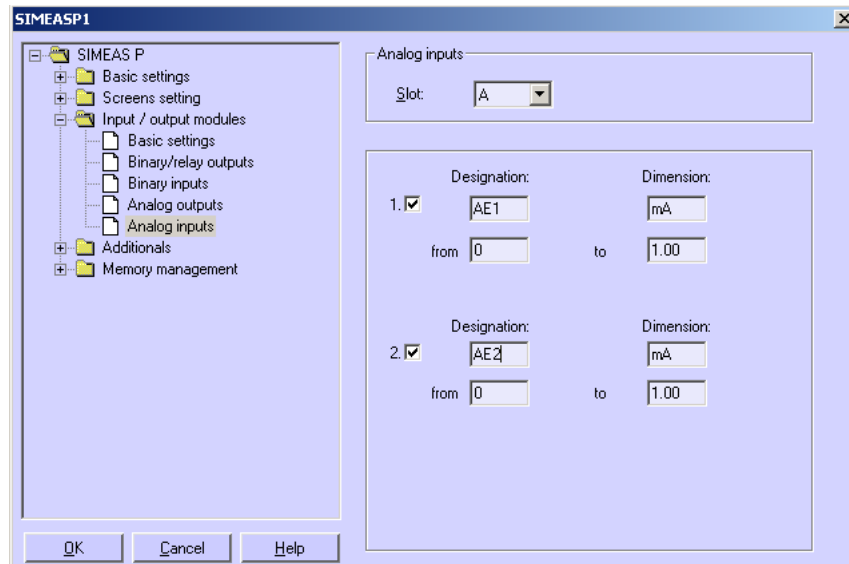 SIMEASP1
SIMEAS P
Basic settings
Screens setting
Input / output modules
Basic settings
Binary/relay outputs
Binary inputs
Analog outputs
Analog inputs
Additionals
Memory management
OK Cancel Help
Analog inputs
Slot: A
Designation: Dimension:
1. AE1 mA
from 0 to 1.00
Designation: Dimension:
2. AE2 mA
from 0 to 1.00